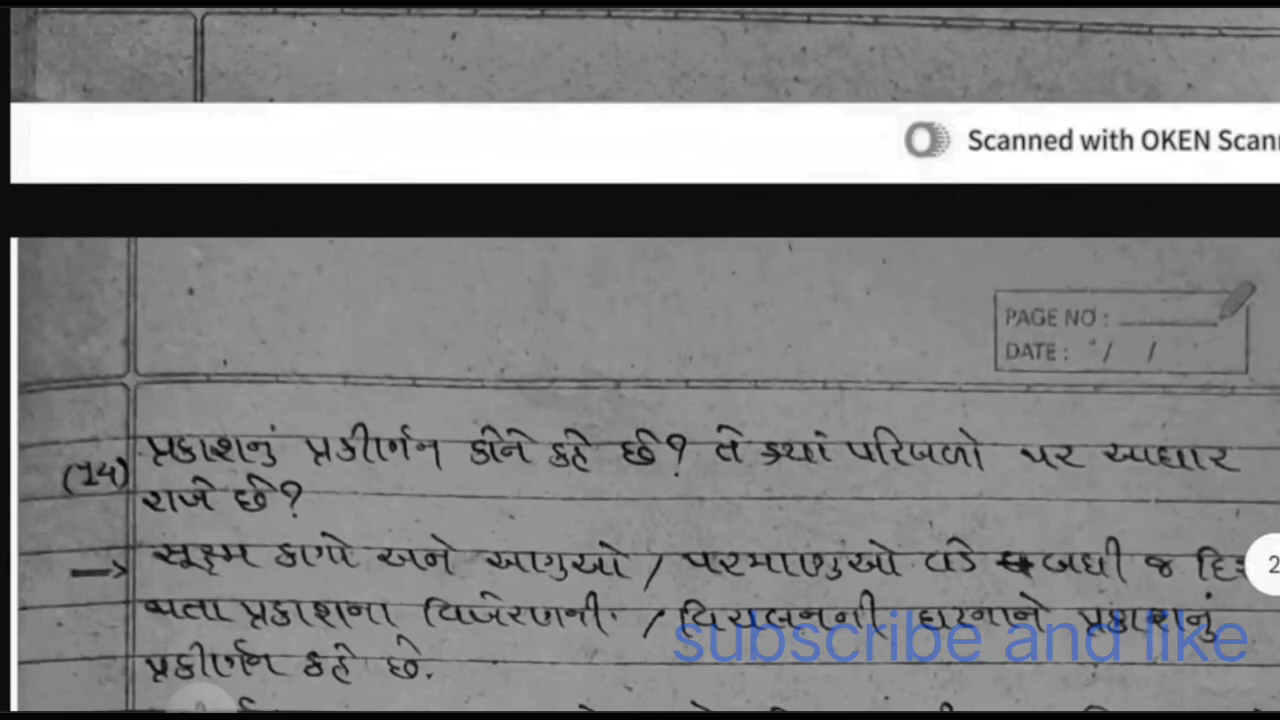 Scanned with OKEN Scan
PAGE NO :
DATE : / /
(14) પ્રકાશનું પ્રકીર્ણન કોને કહે છે? તે ક્યાં પરિબળો પર આધાર
રાખે છે?
→ સૂક્ષ્મ કણો અને અણુઓ / પરમાણુઓ વડે બધી જ
થતા પ્રકાશના વિખેરણની / વિચલનની ઘટનાને પ્રકાશનું
પ્રકીર્ણન કહે છે.
subscribe and like
2